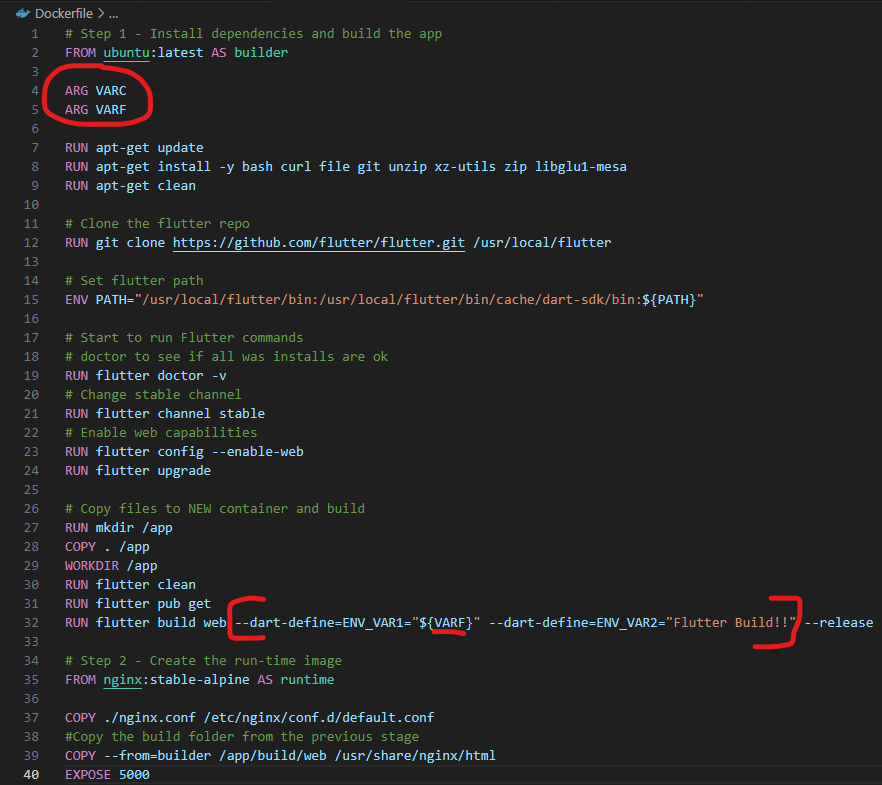 Dockerfile > ...
1 # Step 1 - Install dependencies and build the app
2 FROM ubuntu:latest AS builder
3
4 ARG VARC
5 ARG VARF
6
7 RUN apt-get update
8 RUN apt-get install -y bash curl file git unzip xz-utils zip libglu1-mesa
9 RUN apt-get clean
10
11 # Clone the flutter repo
12 RUN git clone https://github.com/flutter/flutter.git /usr/local/flutter
13
14 # Set flutter path
15 ENV PATH="/usr/local/flutter/bin:/usr/local/flutter/bin/cache/dart-sdk/bin:${PATH}"
16
17 # Start to run Flutter commands
18 # doctor to see if all was installs are ok
19 RUN flutter doctor -v
20 # Change stable channel
21 RUN flutter channel stable
22 # Enable web capabilities
23 RUN flutter config --enable-web
24 RUN flutter upgrade
25
26 # Copy files to NEW container and build
27 RUN mkdir /app
28 COPY . /app
29 WORKDIR /app
30 RUN flutter clean
31 RUN flutter pub get
32 RUN flutter build web --dart-define=ENV_VAR1="${VARF}" --dart-define=ENV_VAR2="Flutter Build!!" --release
33
34 # Step 2 - Create the run-time image
35 FROM nginx:stable-alpine AS runtime
36
37 COPY ./nginx.conf /etc/nginx/conf.d/default.conf
38 #Copy the build folder from the previous stage
39 COPY --from=builder /app/build/web /usr/share/nginx/html
40 EXPOSE 5000